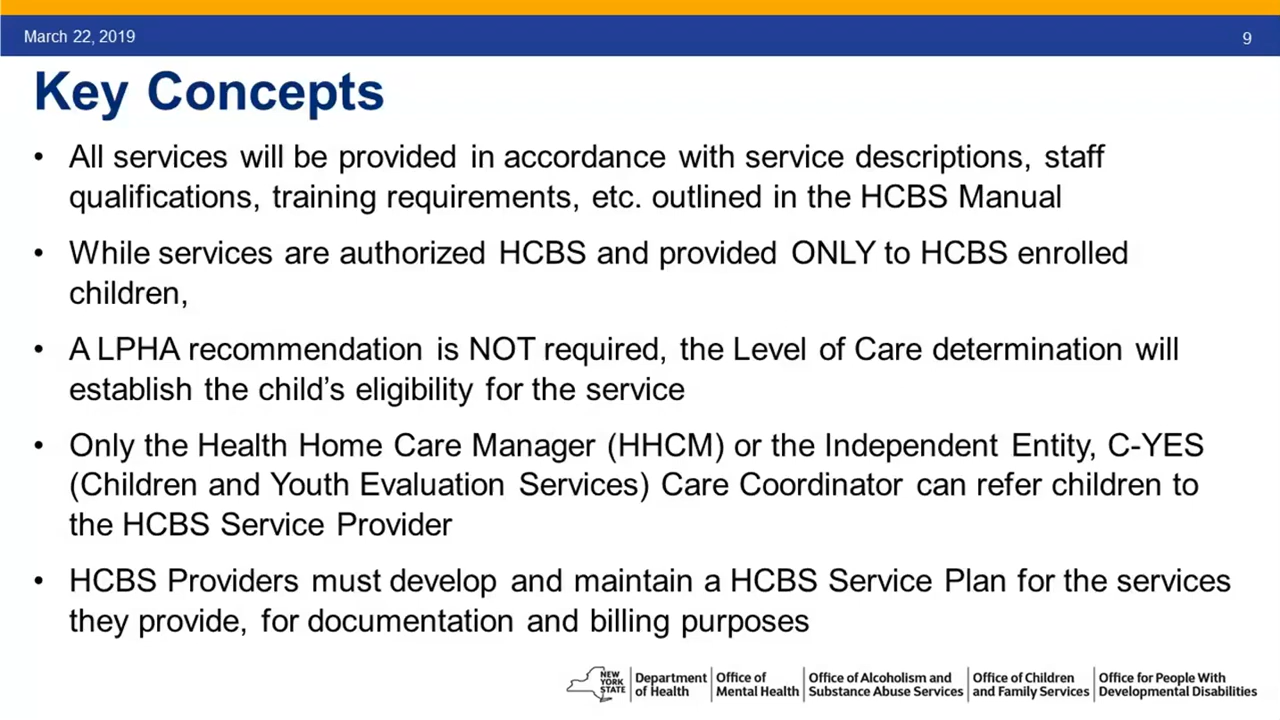 March 22, 2019
9
Key Concepts
• All services will be provided in accordance with service descriptions, staff
qualifications, training requirements, etc. outlined in the HCBS Manual
• While services are authorized HCBS and provided ONLY to HCBS enrolled
children,
• A LPHA recommendation is NOT required, the Level of Care determination will
establish the child’s eligibility for the service
• Only the Health Home Care Manager (HHCM) or the Independent Entity, C-YES
(Children and Youth Evaluation Services) Care Coordinator can refer children to
the HCBS Service Provider
• HCBS Providers must develop and maintain a HCBS Service Plan for the services
they provide, for documentation and billing purposes
NEW
YORK
STATE
Department
of Health
Office of
Mental Health
Office of Alcoholism and
Substance Abuse Services
Office of Children
and Family Services
Office for People With
Developmental Disabilities